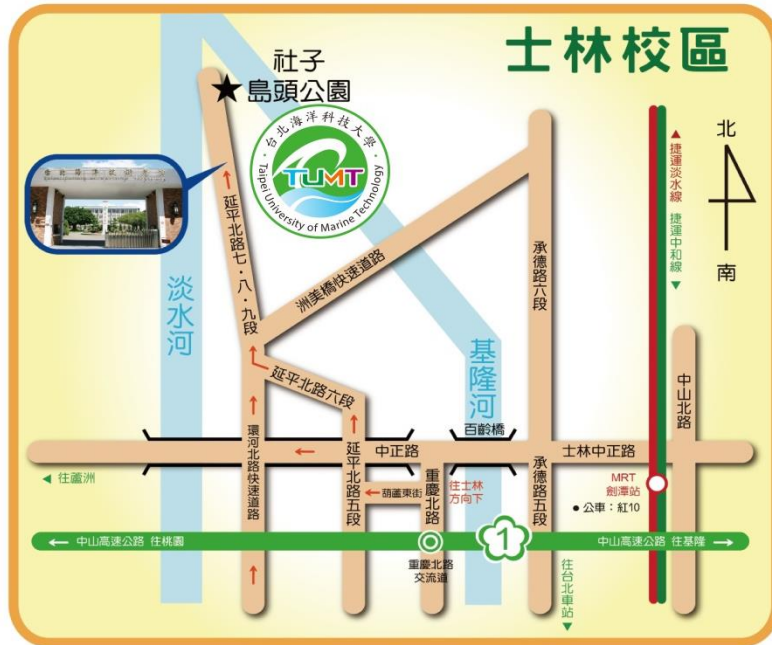 士林校區
社子
島頭公園
台北海洋科技大學
TUMT
Taipei University of Marine Technology
北
南
捷運淡水線
捷運中和線
延平北路七・八・九段
洲美橋快速道路
承德路六段
淡水河
基隆河
中山北路
延平北路六段
百齡橋
中正路
士林中正路
往蘆洲
環河北路快速道路
延平北路五段
葫蘆東街
重慶北路
往士林
方向下
承德路五段
MRT
劍潭站
● 公車：紅10
中山高速公路 往桃園
1
中山高速公路 往基隆
重慶北路
交流道
往台北車站